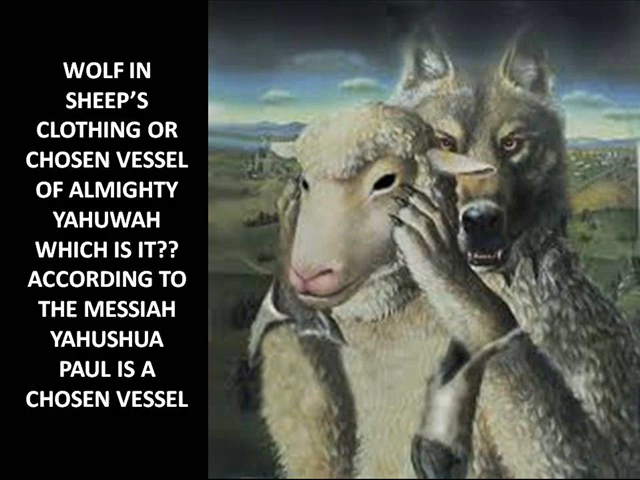 WOLF IN
SHEEP'S
CLOTHING OR
CHOSEN VESSEL
OF ALMIGHTY
YAHUWAH
WHICH IS IT??
ACCORDING TO
THE MESSIAH
YAHUSHUA
PAUL IS A
CHOSEN VESSEL